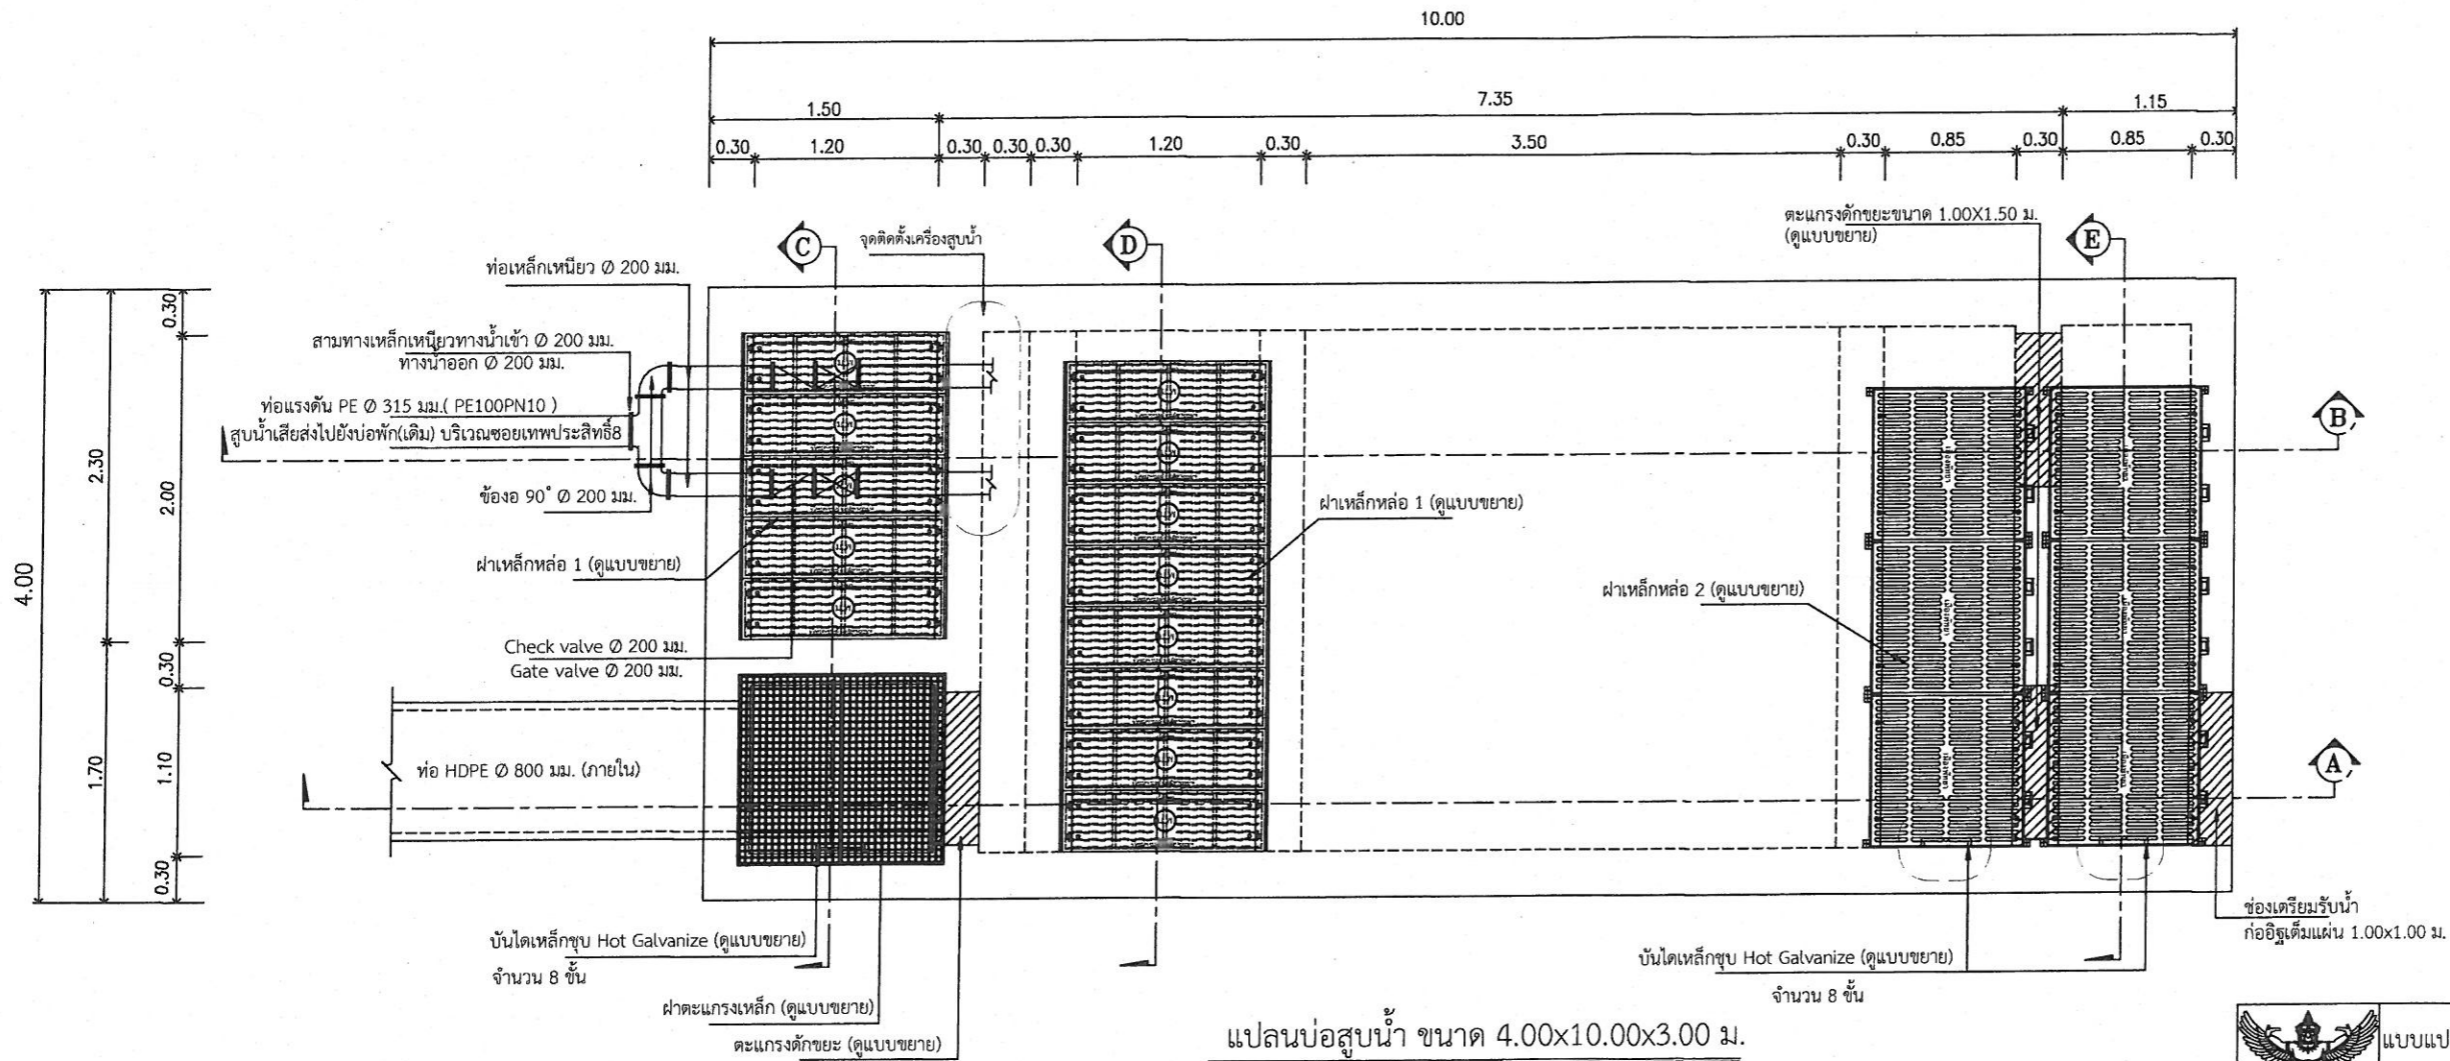 10.00
1.50
7.35
1.15
0.30
1.20
0.30
0.30
0.30
1.20
0.30
3.50
0.30
0.85
0.30
0.85
0.30
C
จุดติดตั้งเครื่องสูบน้ำ
D
ตะแกรงดักขยะขนาด 1.00X1.50 ม.
(ดูแบบขยาย)
E
ท่อเหล็กเหนียว Ø 200 มม.
สามทางเหล็กเหนียวทางน้ำเข้า Ø 200 มม.
ทางน้ำออก Ø 200 มม.
ท่อแรงดัน PE Ø 315 มม.( PE100PN10 )
สูบน้ำเสียส่งไปยังบ่อพัก(เดิม) บริเวณซอยเทพประสิทธิ์8
B
ข้องอ 90° Ø 200 มม.
ฝาเหล็กหล่อ 1 (ดูแบบขยาย)
ฝาเหล็กหล่อ 1 (ดูแบบขยาย)
ฝาเหล็กหล่อ 2 (ดูแบบขยาย)
Check valve Ø 200 มม.
Gate valve Ø 200 มม.
4.00
2.30
1.70
0.30
2.00
0.30
1.10
0.30
ท่อ HDPE Ø 800 มม. (ภายใน)
A
ช่องเตรียมรับน้ำ
ก่ออิฐเต็มแผ่น 1.00x1.00 ม.
บันไดเหล็กชุบ Hot Galvanize (ดูแบบขยาย)
จำนวน 8 ขั้น
บันไดเหล็กชุบ Hot Galvanize (ดูแบบขยาย)
จำนวน 8 ขั้น
ฝาตะแกรงเหล็ก (ดูแบบขยาย)
ตะแกรงดักขยะ (ดูแบบขยาย)
แปลนบ่อสูบน้ำ ขนาด 4.00x10.00x3.00 ม.
แบบแป